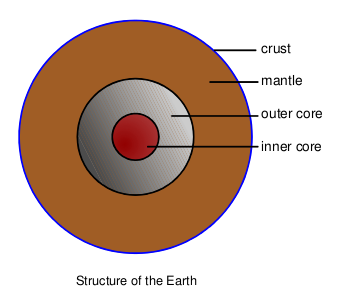 crust
mantle
outer core
inner core
Structure of the Earth